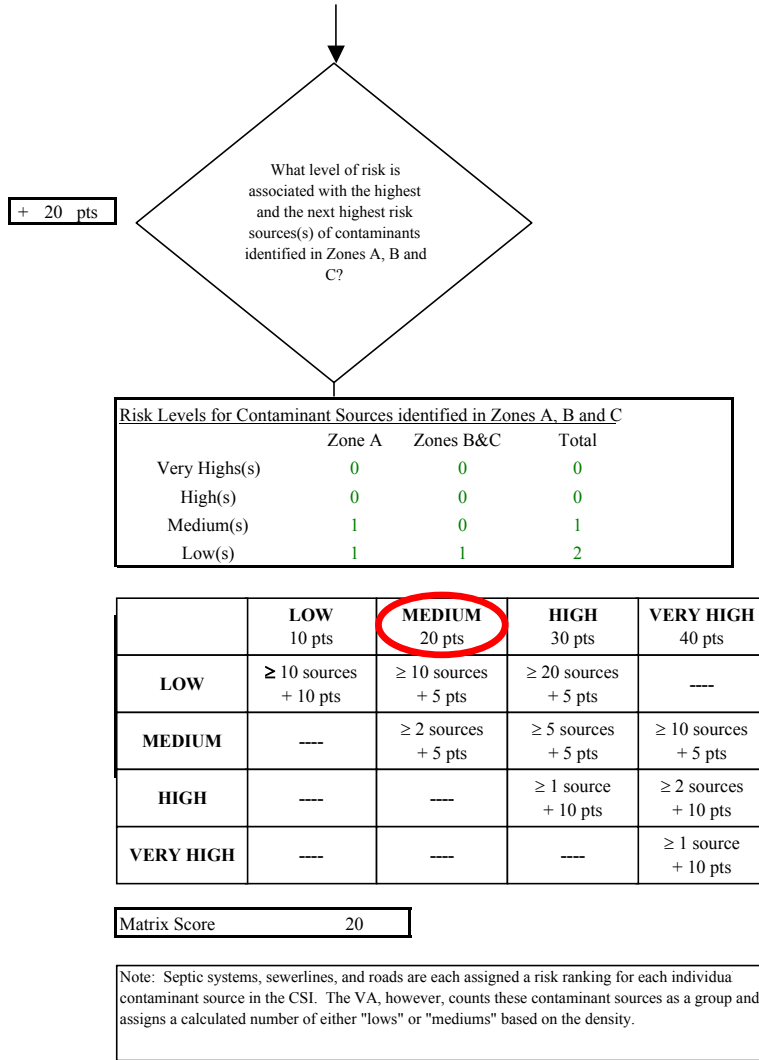 What level of risk is
associated with the highest
and the next highest risk
sources(s) of contaminants
identified in Zones A, B and
C?
+ 20 pts
Risk Levels for Contaminant Sources identified in Zones A, B and C
Zone A Zones B&C Total
Very Highs(s) 0 0 0
High(s) 0 0 0
Medium(s) 1 0 1
Low(s) 1 1 2
LOW MEDIUM HIGH VERY HIGH
10 pts 20 pts 30 pts 40 pts
LOW ≥ 10 sources ≥ 10 sources ≥ 20 sources ----
+ 10 pts + 5 pts + 5 pts
MEDIUM ---- ≥ 2 sources ≥ 5 sources ≥ 10 sources
+ 5 pts + 5 pts + 5 pts
HIGH ---- ---- ≥ 1 source ≥ 2 sources
+ 10 pts + 10 pts
VERY HIGH ---- ---- ---- ≥ 1 source
+ 10 pts
Matrix Score 20
Note: Septic systems, sewerlines, and roads are each assigned a risk ranking for each individua
contaminant source in the CSI. The VA, however, counts these contaminant sources as a group and
assigns a calculated number of either "lows" or "mediums" based on the density.